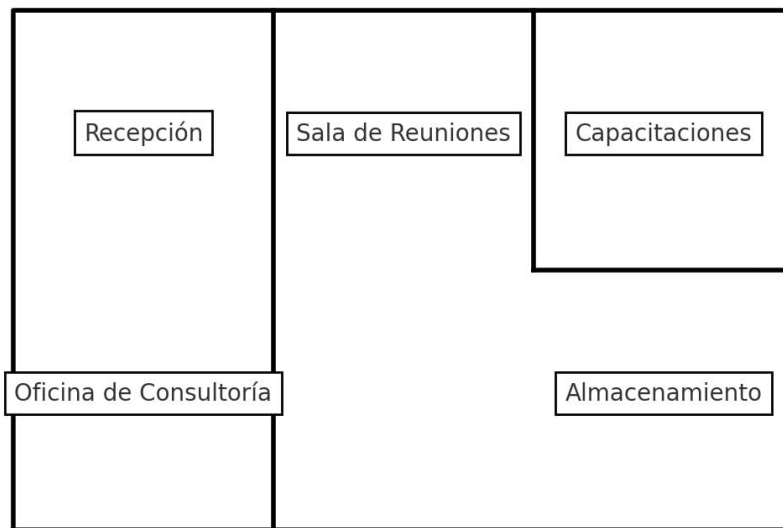 Recepción
Sala de Reuniones
Capacitaciones
Oficina de Consultoría
Almacenamiento